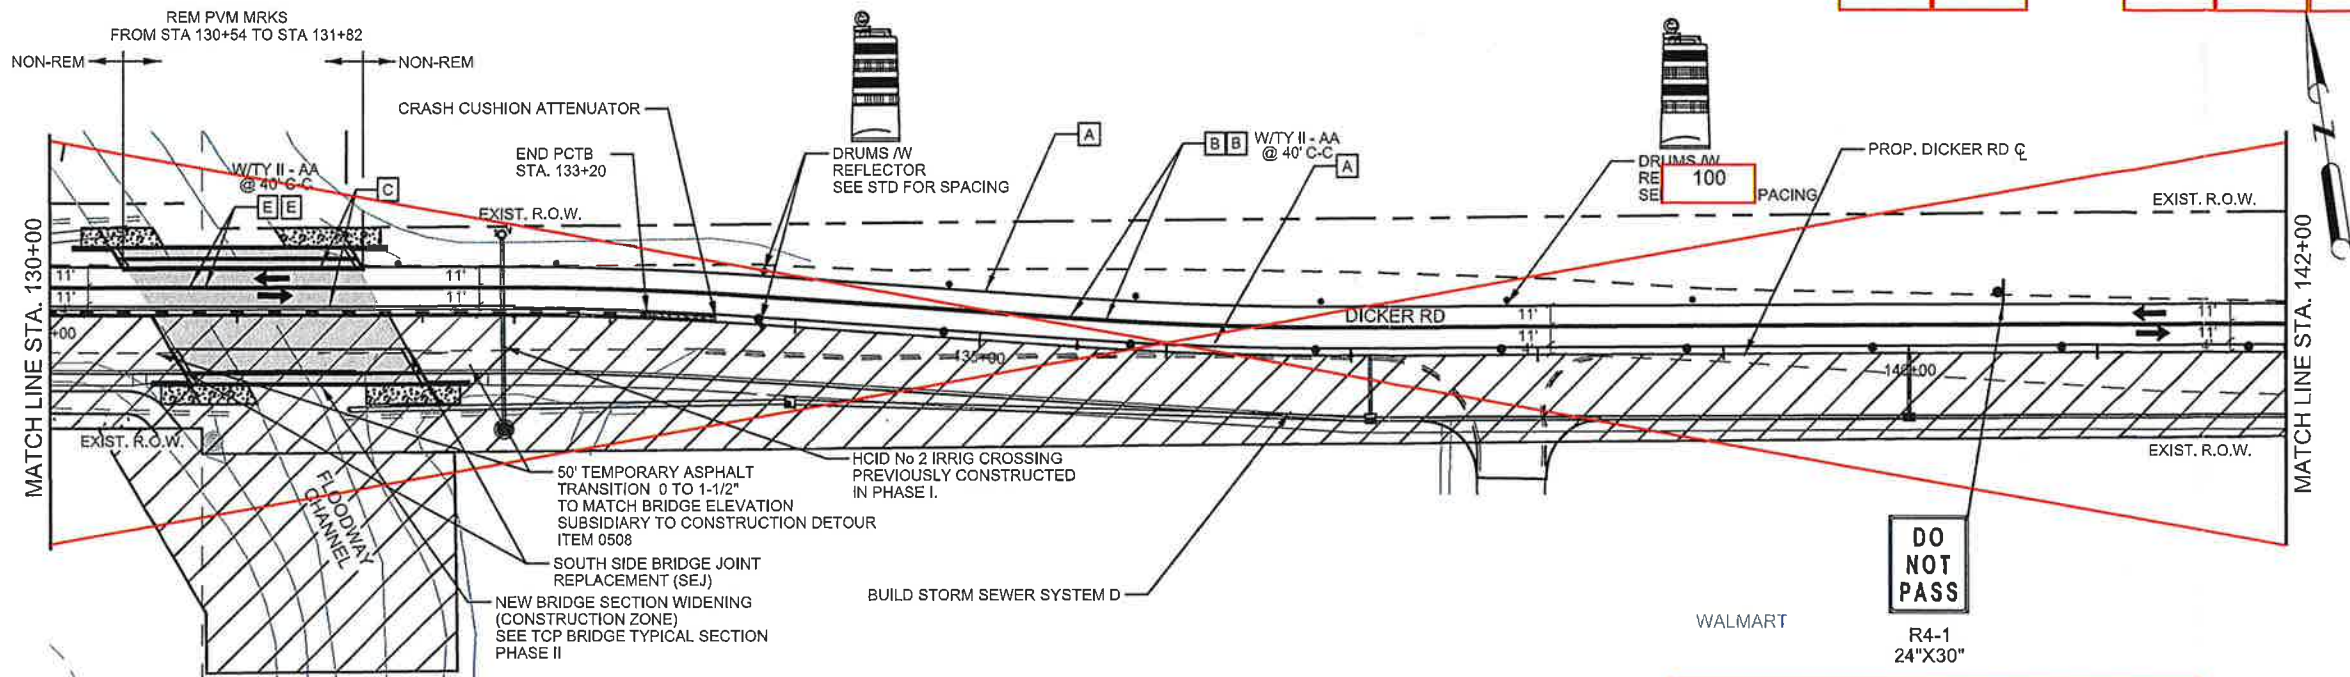 REM PVM MRKS
FROM STA 130+54 TO STA 131+82
NON-REM
NON-REM
CRASH CUSHION ATTENUATOR
END PCTB
STA. 133+20
DRUMS /W
REFLECTOR
SEE STD FOR SPACING
A
B B
W/TY II - AA
@ 40' C-C
A
DRUMS /W
RE
SE
100
PACING
PROP. DICKER RD ℄
Z
W/TY II - AA
@ 40' C-C
C
E E
EXIST. R.O.W.
EXIST. R.O.W.
MATCH LINE STA. 130+00
MATCH LINE STA. 142+00
11'
11'
11'
11'
DICKER RD
11'
11'
11'
11'
+00
135+00
140+00
EXIST. R.O.W.
EXIST. R.O.W.
FLOODWAY
CHANNEL
50' TEMPORARY ASPHALT
TRANSITION 0 TO 1-1/2"
TO MATCH BRIDGE ELEVATION
SUBSIDIARY TO CONSTRUCTION DETOUR
ITEM 0508
HCID No 2 IRRIG CROSSING
PREVIOUSLY CONSTRUCTED
IN PHASE I.
SOUTH SIDE BRIDGE JOINT
REPLACEMENT (SEJ)
NEW BRIDGE SECTION WIDENING
(CONSTRUCTION ZONE)
SEE TCP BRIDGE TYPICAL SECTION
PHASE II
BUILD STORM SEWER SYSTEM D
WALMART
DO
NOT
PASS
R4-1
24"X30"